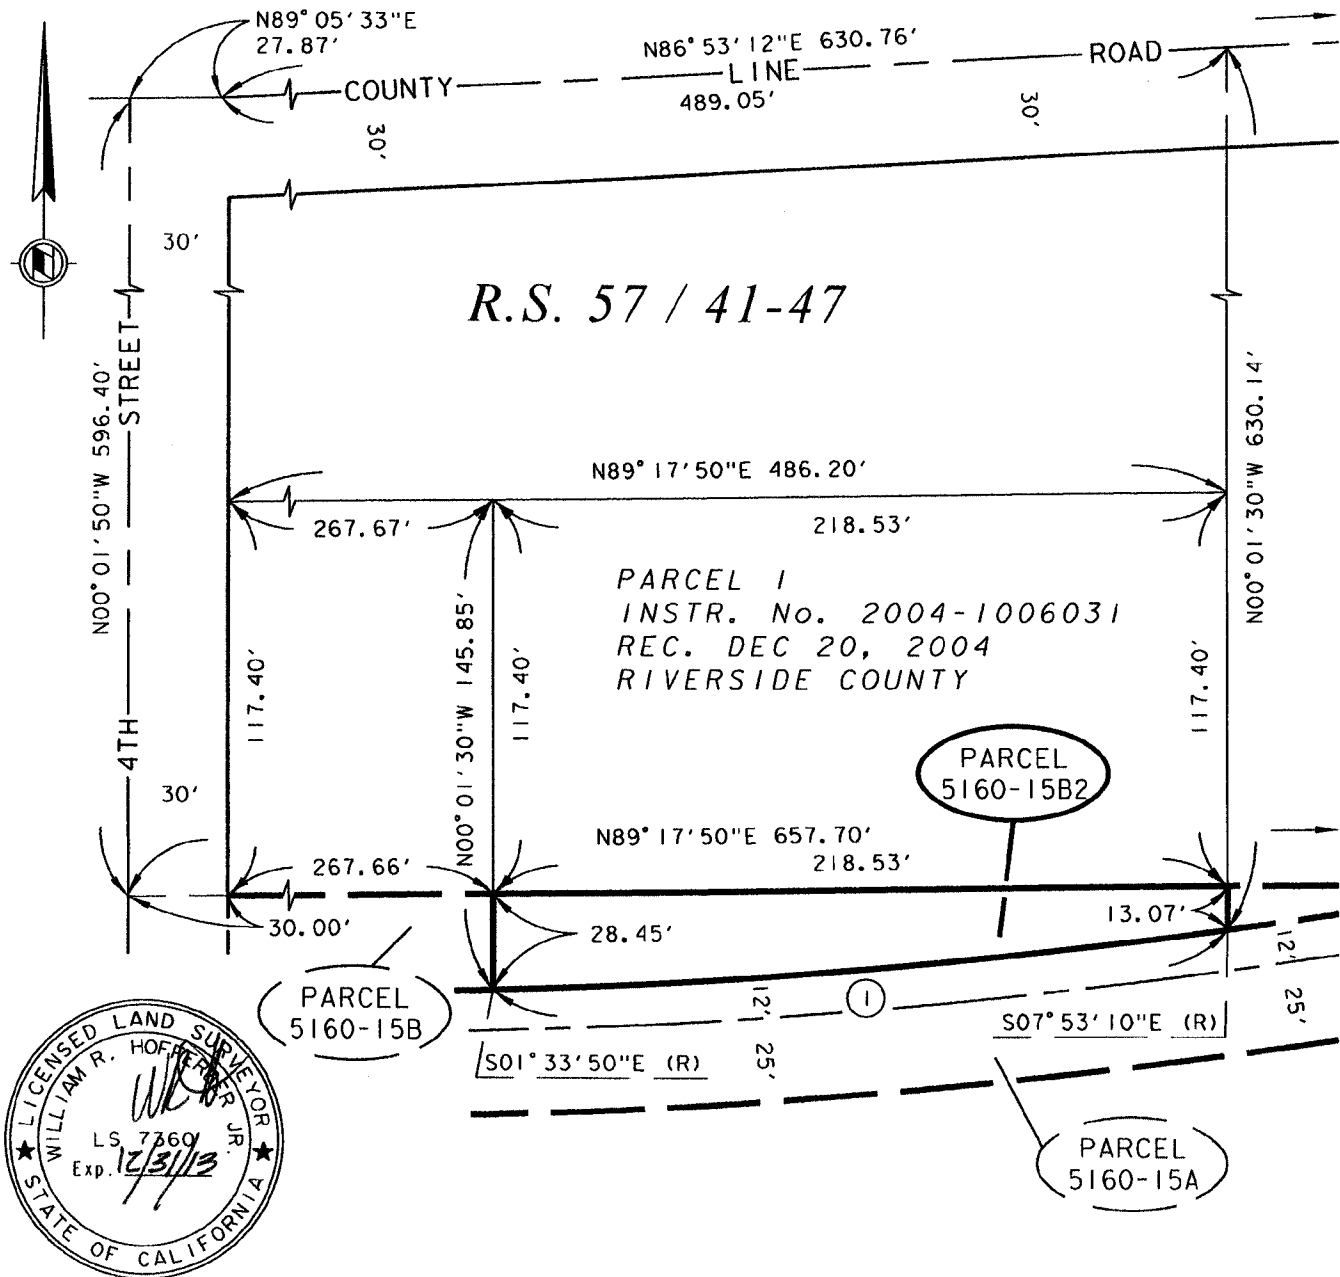 N89°05'33"E
27.87'
N86°53'12"E 630.76'
COUNTY LINE ROAD
489.05'
30'
30'
30'
R.S. 57 / 41-47
N00°01'50"W 596.40'
4TH STREET
N00°01'30"W 630.14'
N89°17'50"E 486.20'
267.67'
218.53'
PARCEL 1
INSTR. No. 2004-1006031
REC. DEC 20, 2004
RIVERSIDE COUNTY
117.40'
N00°01'30"W 145.85'
117.40'
117.40'
PARCEL
5160-15B2
30'
N89°17'50"E 657.70'
267.66'
218.53'
30.00'
28.45'
13.07'
PARCEL
5160-15B
12'
1
12'
25'
25'
S01°33'50"E (R)
S07°53'10"E (R)
PARCEL
5160-15A
LICENSED LAND SURVEYOR
WILLIAM R. HOFFERBER JR.
LS 7360
Exp. 12/31/13
STATE OF CALIFORNIA